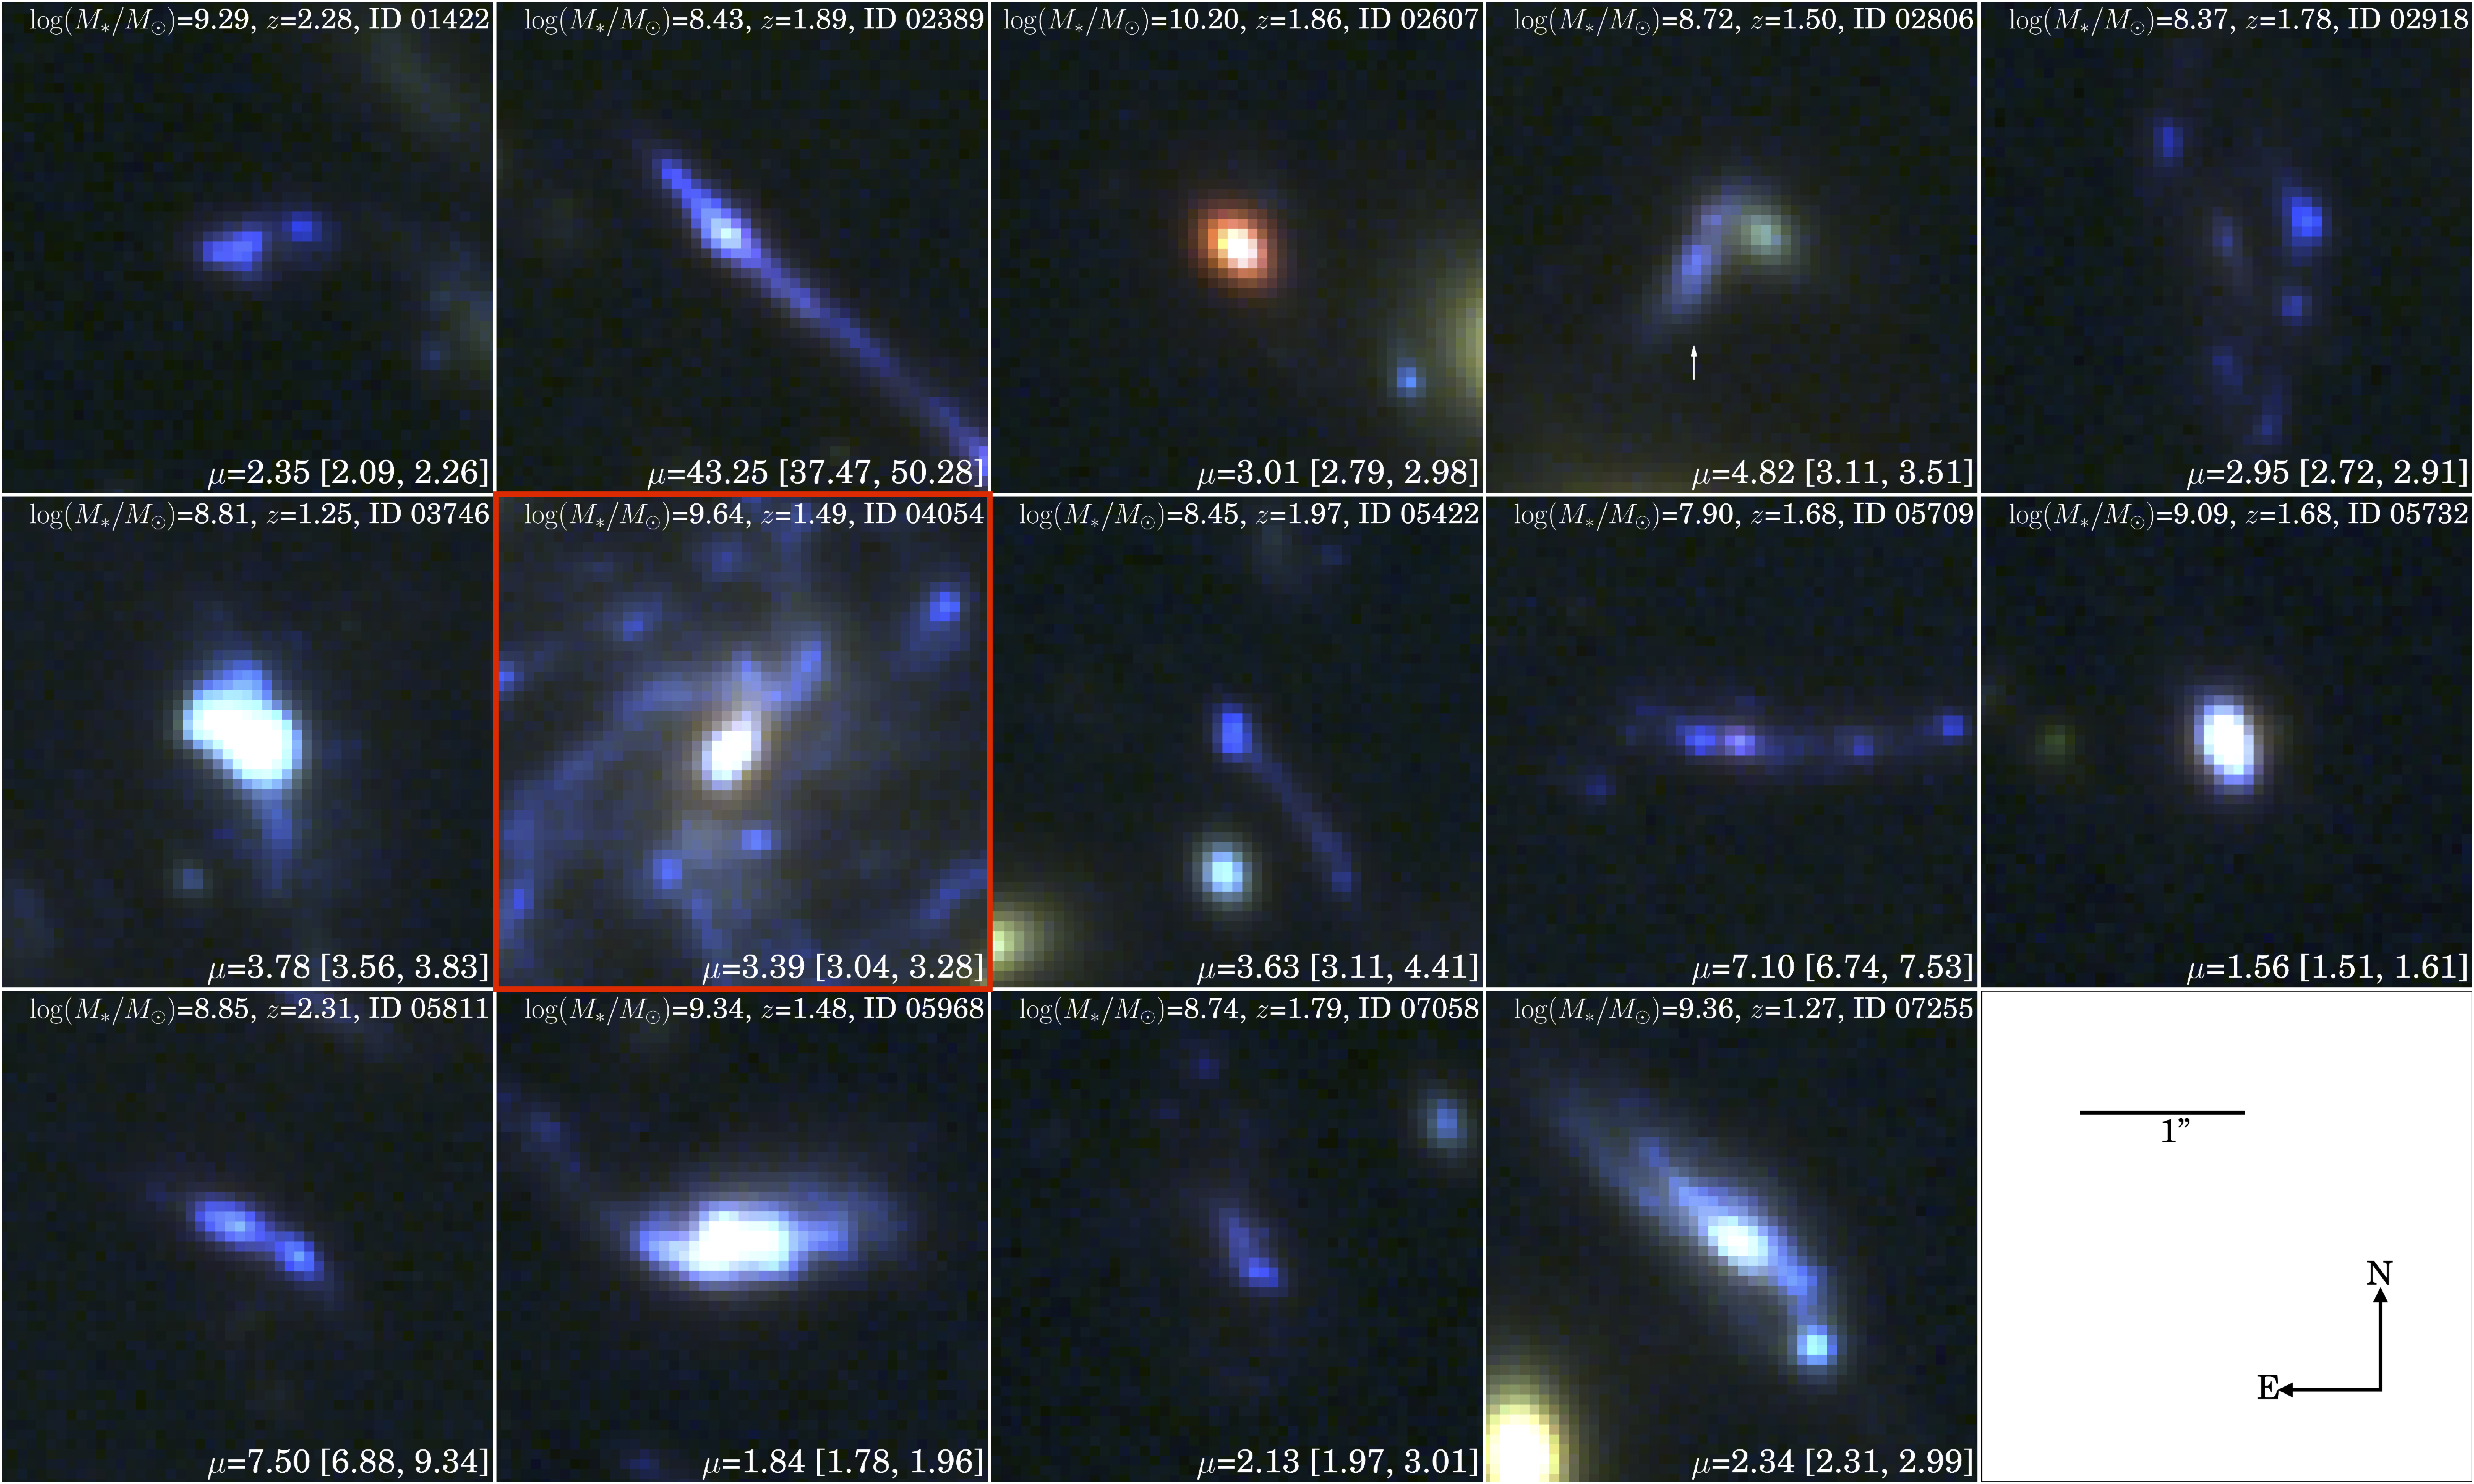 log(M*/M⊙)=9.29, z=2.28, ID 01422
μ=2.35 [2.09, 2.26]
log(M*/M⊙)=8.43, z=1.89, ID 02389
μ=43.25 [37.47, 50.28]
log(M*/M⊙)=10.20, z=1.86, ID 02607
μ=3.01 [2.79, 2.98]
log(M*/M⊙)=8.72, z=1.50, ID 02806
μ=4.82 [3.11, 3.51]
log(M*/M⊙)=8.37, z=1.78, ID 02918
μ=2.95 [2.72, 2.91]
log(M*/M⊙)=8.81, z=1.25, ID 03746
μ=3.78 [3.56, 3.83]
log(M*/M⊙)=9.64, z=1.49, ID 04054
μ=3.39 [3.04, 3.28]
log(M*/M⊙)=8.45, z=1.97, ID 05422
μ=3.63 [3.11, 4.41]
log(M*/M⊙)=7.90, z=1.68, ID 05709
μ=7.10 [6.74, 7.53]
log(M*/M⊙)=9.09, z=1.68, ID 05732
μ=1.56 [1.51, 1.61]
log(M*/M⊙)=8.85, z=2.31, ID 05811
μ=7.50 [6.88, 9.34]
log(M*/M⊙)=9.34, z=1.48, ID 05968
μ=1.84 [1.78, 1.96]
log(M*/M⊙)=8.74, z=1.79, ID 07058
μ=2.13 [1.97, 3.01]
log(M*/M⊙)=9.36, z=1.27, ID 07255
μ=2.34 [2.31, 2.99]
1”
N
E